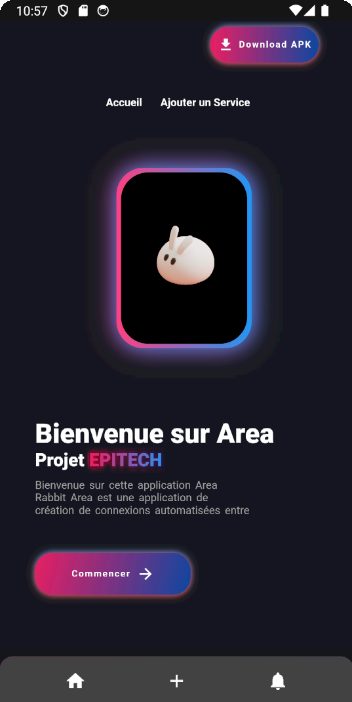 10:57
Download APK
Accueil Ajouter un Service
Bienvenue sur Area
Projet EPITECH
Bienvenue sur cette application Area
Rabbit Area est une application de
création de connexions automatisées entre
Commencer